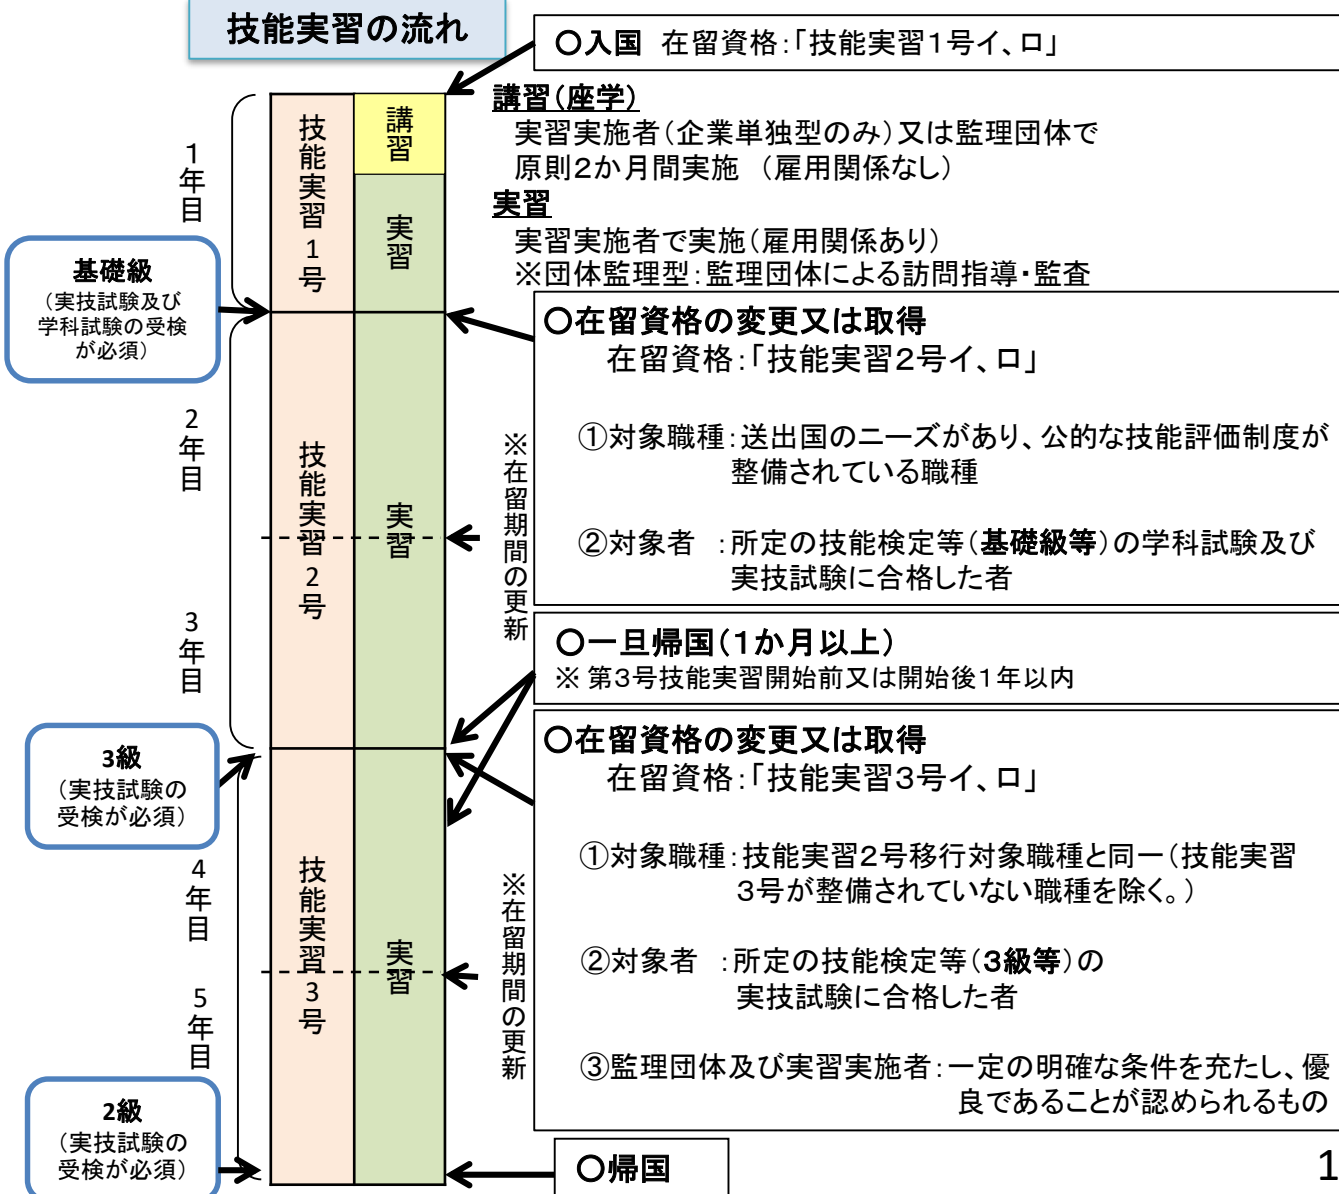 技能実習の流れ
○入国 在留資格：「技能実習１号イ、ロ」
講習（座学）
実習実施者（企業単独型のみ）又は監理団体で
原則２か月間実施 （雇用関係なし）
実習
実習実施者で実施（雇用関係あり）
※団体監理型：監理団体による訪問指導・監査
1年目
技能実習1号
講習
実習
基礎級
（実技試験及び
学科試験の受検
が必須）
○在留資格の変更又は取得
在留資格：「技能実習２号イ、ロ」
①対象職種：送出国のニーズがあり、公的な技能評価制度が
整備されている職種
②対象者 ：所定の技能検定等（基礎級等）の学科試験及び
実技試験に合格した者
2年目
3年目
技能実習2号
実習
※在留期間の更新
○一旦帰国（１か月以上）
※ 第３号技能実習開始前又は開始後１年以内
3級
（実技試験の
受検が必須）
○在留資格の変更又は取得
在留資格：「技能実習３号イ、ロ」
①対象職種：技能実習２号移行対象職種と同一（技能実習
３号が整備されていない職種を除く。）
②対象者 ：所定の技能検定等（３級等）の
実技試験に合格した者
③監理団体及び実習実施者：一定の明確な条件を充たし、優
良であることが認められるもの
4年目
5年目
技能実習3号
実習
※在留期間の更新
2級
（実技試験の
受検が必須）
○帰国
1